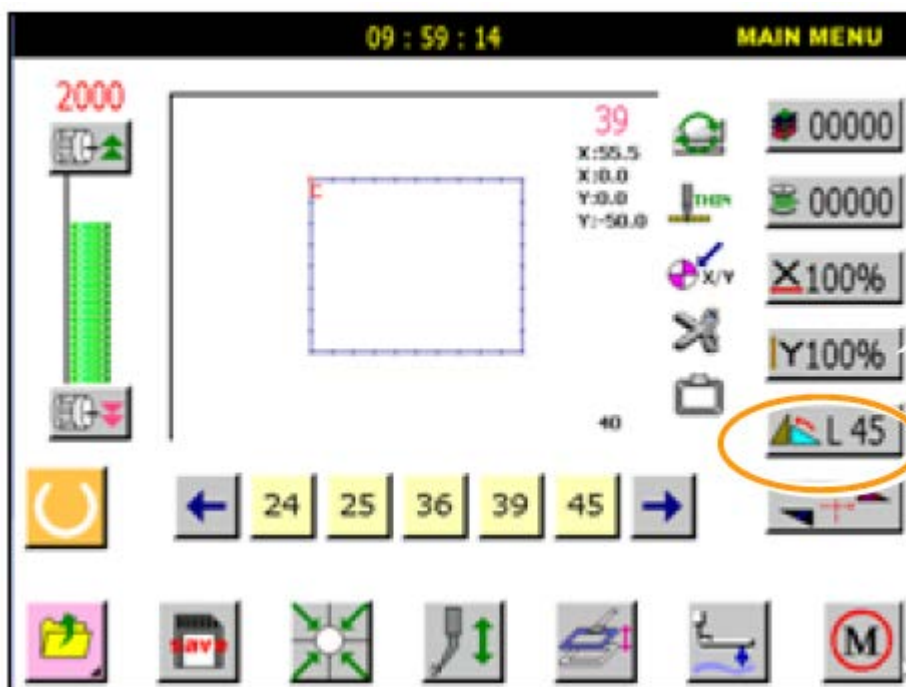 09 : 59 : 14
MAIN MENU
2000
39
X:55.5
X:0.0
Y:0.0
Y:-50.0
40
THIN
X/Y
00000
00000
X100%
Y100%
L 45
24 25 36 39 45
save
M